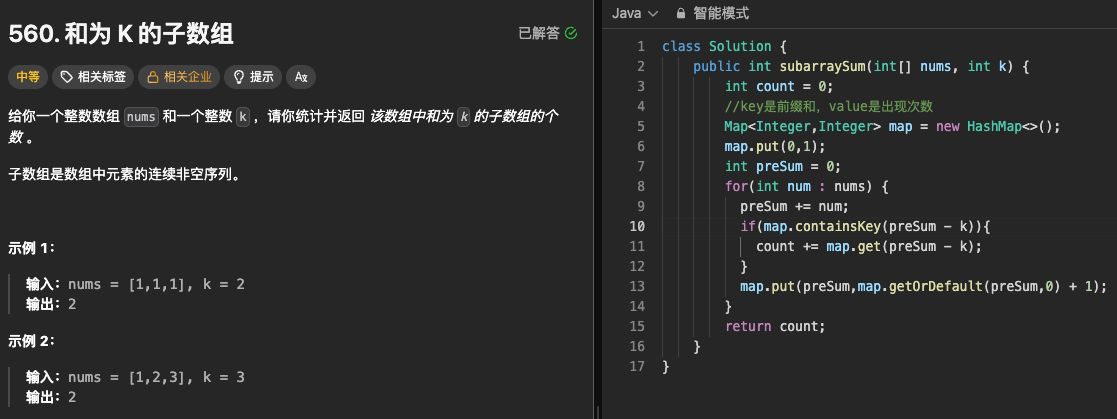 560. 和为 K 的子数组
已解答
中等 相关标签 相关企业 提示 Aズ
给你一个整数数组 nums 和一个整数 k ，请你统计并返回 该数组中和为 k 的子数组的个
数 。
子数组是数组中元素的连续非空序列。
示例 1：
输入：nums = [1,1,1], k = 2
输出：2
示例 2：
输入：nums = [1,2,3], k = 3
输出：2
Java 智能模式
1 class Solution {
2 public int subarraySum(int[] nums, int k) {
3 int count = 0;
4 //key是前缀和，value是出现次数
5 Map<Integer,Integer> map = new HashMap<>();
6 map.put(0,1);
7 int preSum = 0;
8 for(int num : nums) {
9 preSum += num;
10 if(map.containsKey(preSum - k)){
11 count += map.get(preSum - k);
12 }
13 map.put(preSum,map.getOrDefault(preSum,0) + 1);
14 }
15 return count;
16 }
17 }